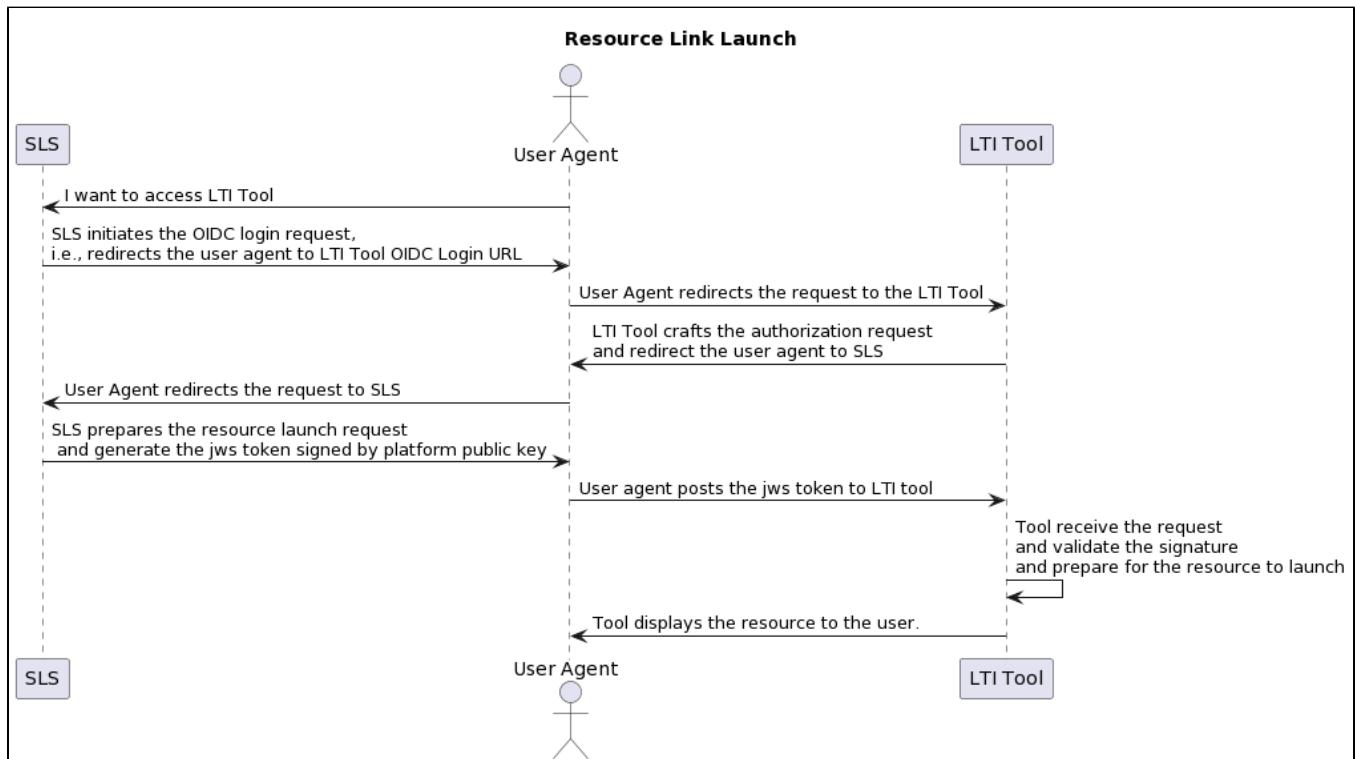 Resource Link Launch
SLS
User Agent
LTI Tool
I want to access LTI Tool
SLS initiates the OIDC login request,
i.e., redirects the user agent to LTI Tool OIDC Login URL
User Agent redirects the request to the LTI Tool
LTI Tool crafts the authorization request
and redirect the user agent to SLS
User Agent redirects the request to SLS
SLS prepares the resource launch request
and generate the jws token signed by platform public key
User agent posts the jws token to LTI tool
Tool receive the request
and validate the signature
and prepare for the resource to launch
Tool displays the resource to the user.
SLS
User Agent
LTI Tool